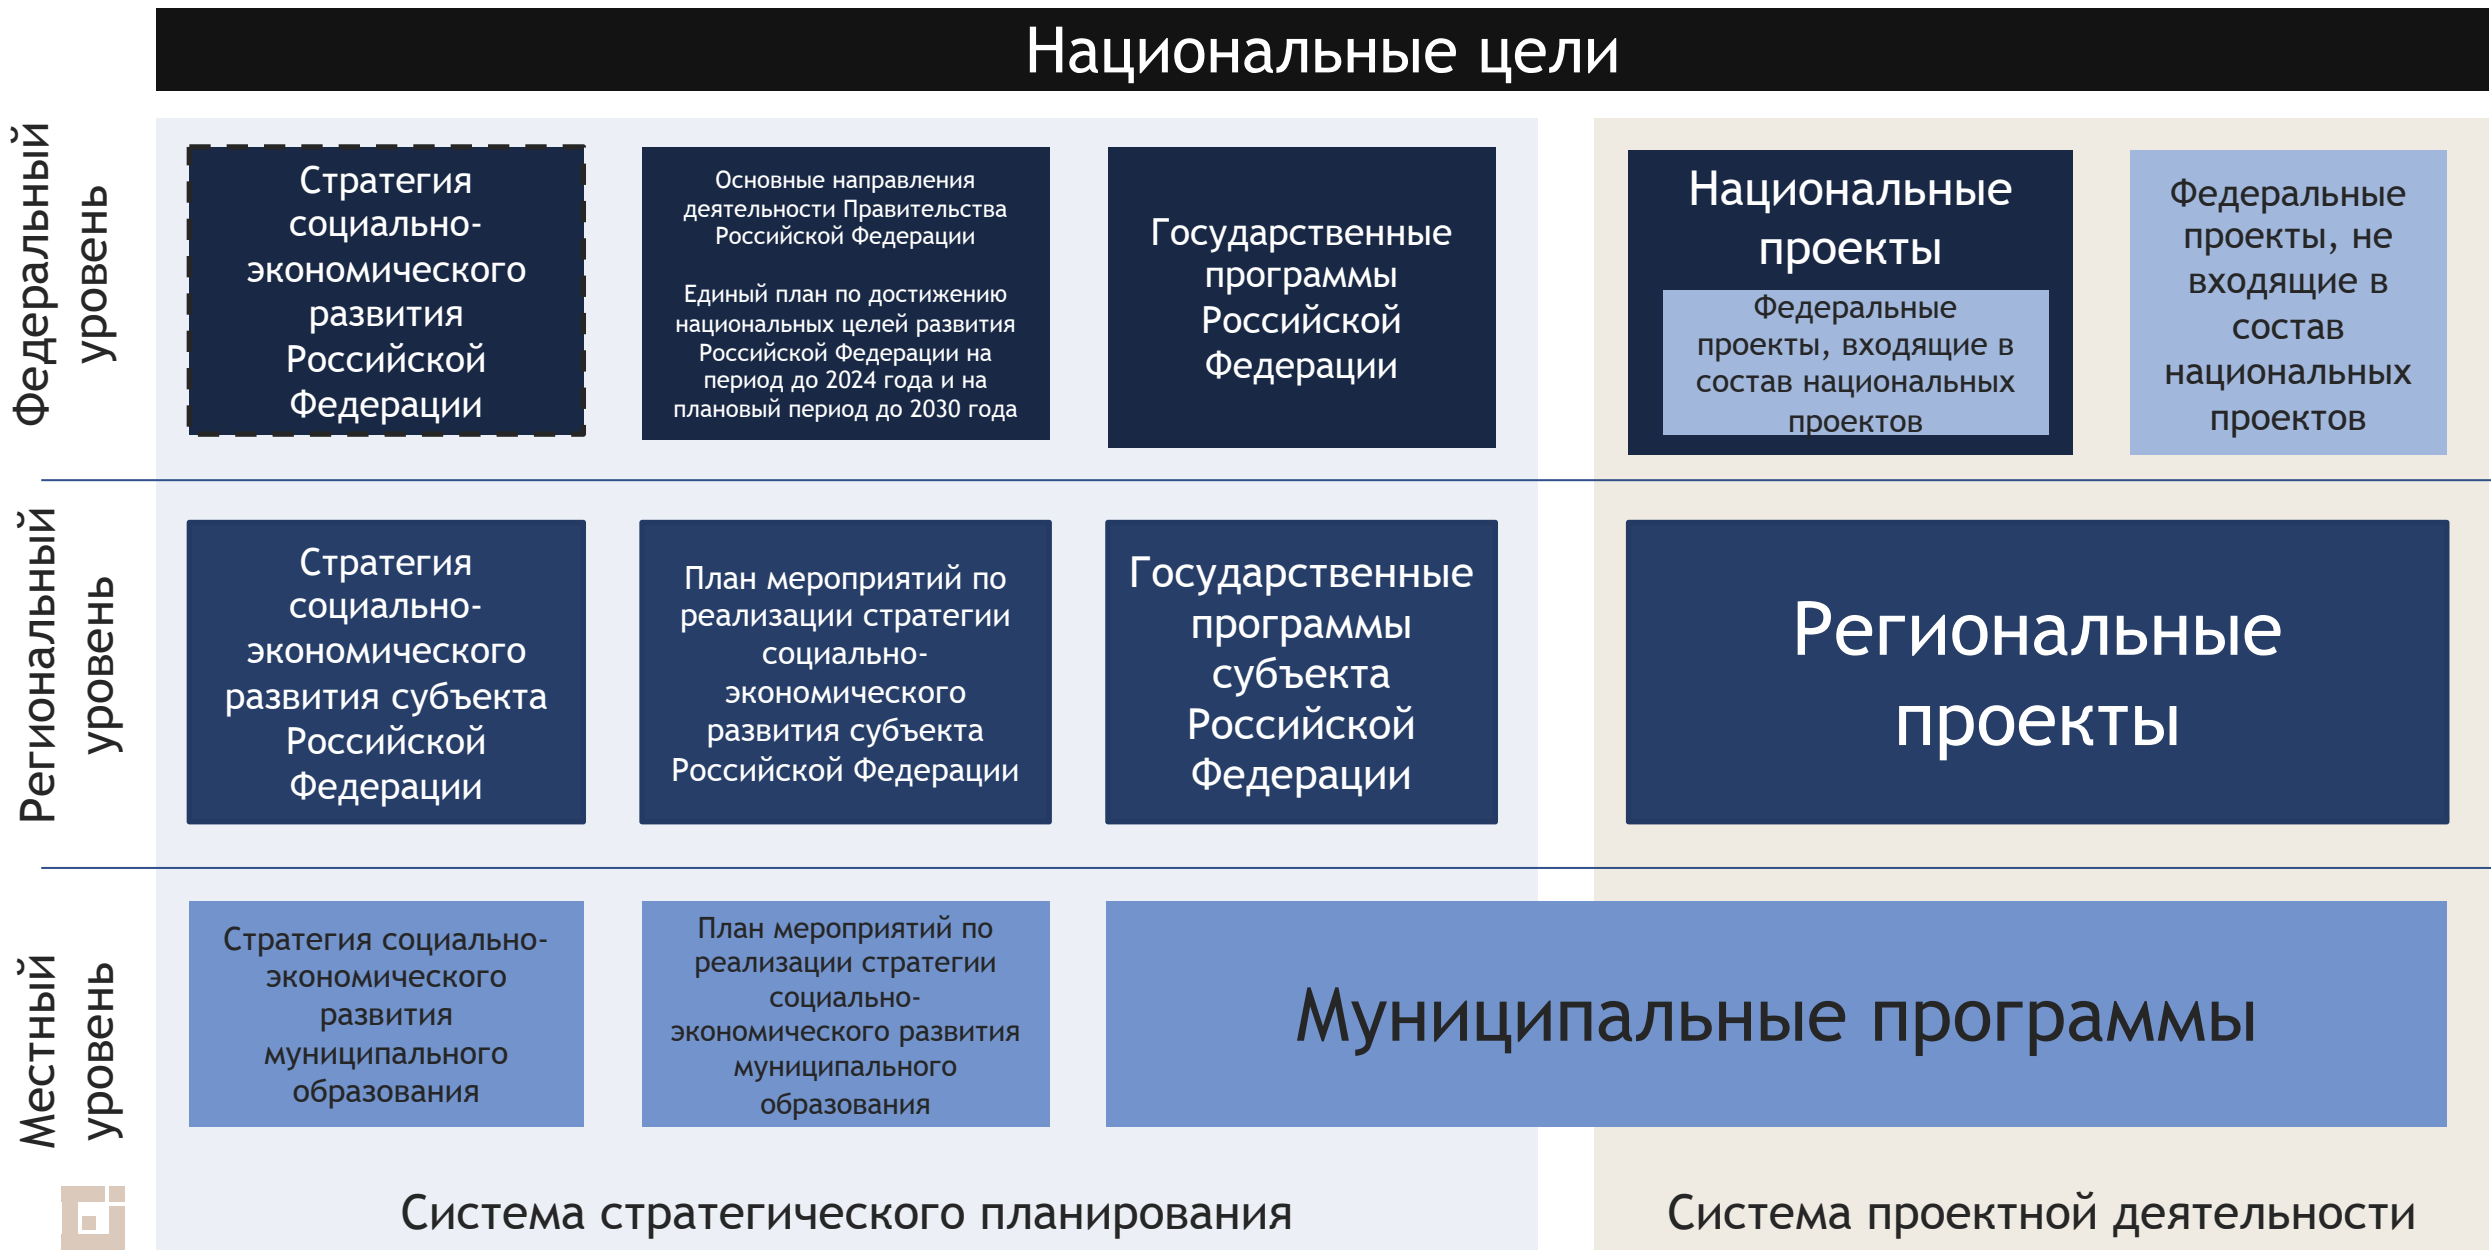 Национальные цели
Федеральный
уровень
Стратегия
социально-
экономического
развития
Российской
Федерации
Основные направления
деятельности Правительства
Российской Федерации
Единый план по достижению
национальных целей развития
Российской Федерации на
период до 2024 года и на
плановый период до 2030 года
Государственные
программы
Российской
Федерации
Национальные
проекты
Федеральные
проекты, входящие в
состав национальных
проектов
Федеральные
проекты, не
входящие в
состав
национальных
проектов
Региональный
уровень
Стратегия
социально-
экономического
развития субъекта
Российской
Федерации
План мероприятий по
реализации стратегии
социально-
экономического
развития субъекта
Российской Федерации
Государственные
программы
субъекта
Российской
Федерации
Региональные
проекты
Местный
уровень
Стратегия социально-
экономического
развития
муниципального
образования
План мероприятий по
реализации стратегии
социально-
экономического развития
муниципального
образования
Муниципальные программы
Система стратегического планирования
Система проектной деятельности